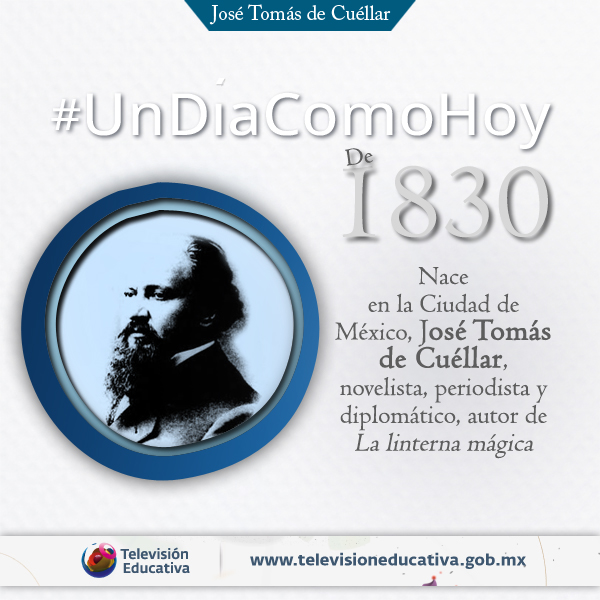 José Tomás de Cuéllar
#UnDíaComoHoy
De
1830
Nace
en la Ciudad de
México, José Tomás
de Cuéllar,
novelista, periodista y
diplomático, autor de
La linterna mágica
Televisión
Educativa
www.televisioneducativa.gob.mx